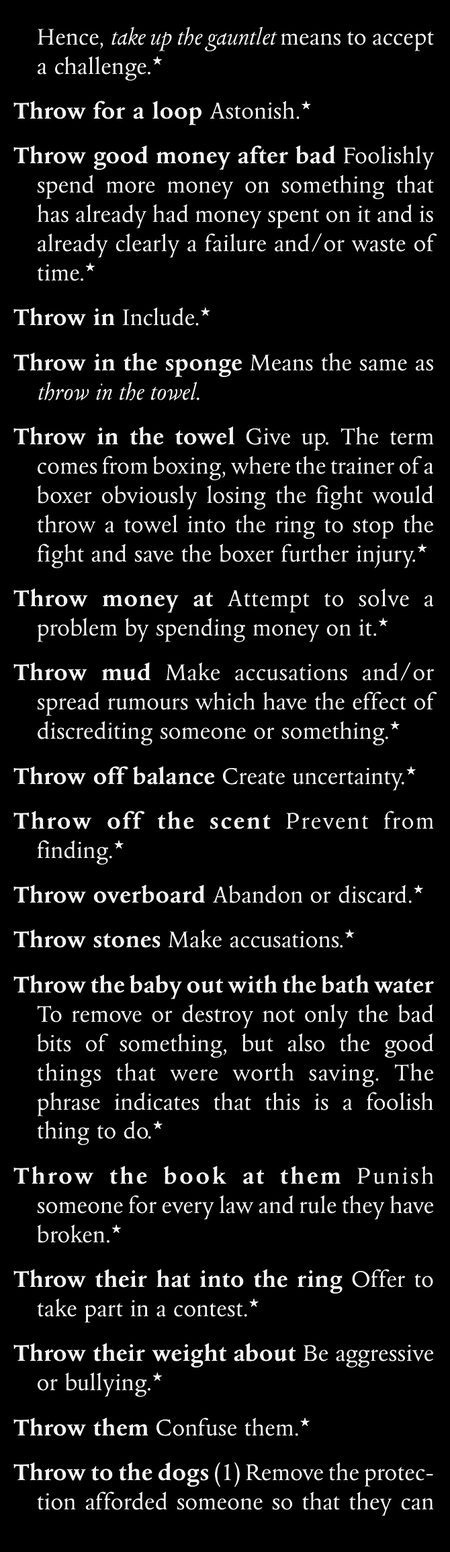 Hence, take up the gauntlet means to accept
a challenge.★
Throw for a loop Astonish.★
Throw good money after bad Foolishly
spend more money on something that
has already had money spent on it and is
already clearly a failure and/or waste of
time.★
Throw in Include.★
Throw in the sponge Means the same as
throw in the towel.
Throw in the towel Give up. The term
comes from boxing, where the trainer of a
boxer obviously losing the fight would
throw a towel into the ring to stop the
fight and save the boxer further injury.★
Throw money at Attempt to solve a
problem by spending money on it.★
Throw mud Make accusations and/or
spread rumours which have the effect of
discrediting someone or something.★
Throw off balance Create uncertainty.★
Throw off the scent Prevent from
finding.★
Throw overboard Abandon or discard.★
Throw stones Make accusations.★
Throw the baby out with the bath water
To remove or destroy not only the bad
bits of something, but also the good
things that were worth saving. The
phrase indicates that this is a foolish
thing to do.★
Throw the book at them Punish
someone for every law and rule they have
broken.★
Throw their hat into the ring Offer to
take part in a contest.★
Throw their weight about Be aggressive
or bullying.★
Throw them Confuse them.★
Throw to the dogs (1) Remove the protec-
tion afforded someone so that they can